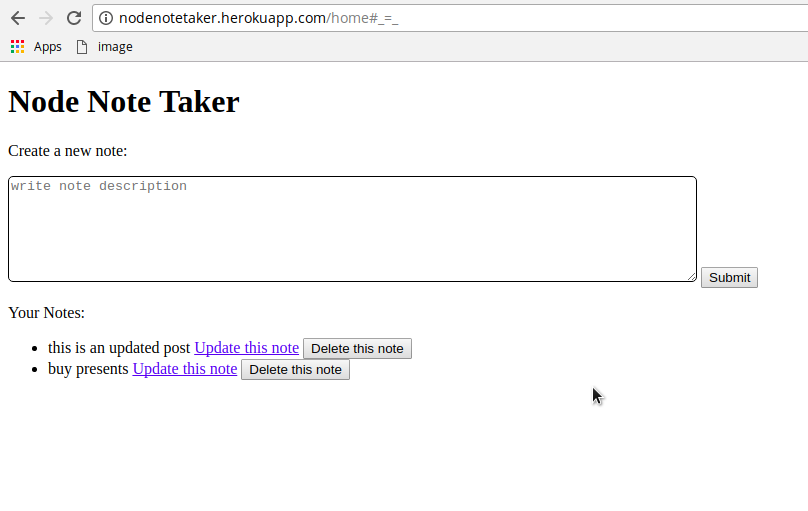 nodenotetaker.herokuapp.com/home#_=_
Apps image
Node Note Taker
Create a new note:
write note description
Submit
Your Notes:
this is an updated post Update this note Delete this note
buy presents Update this note Delete this note